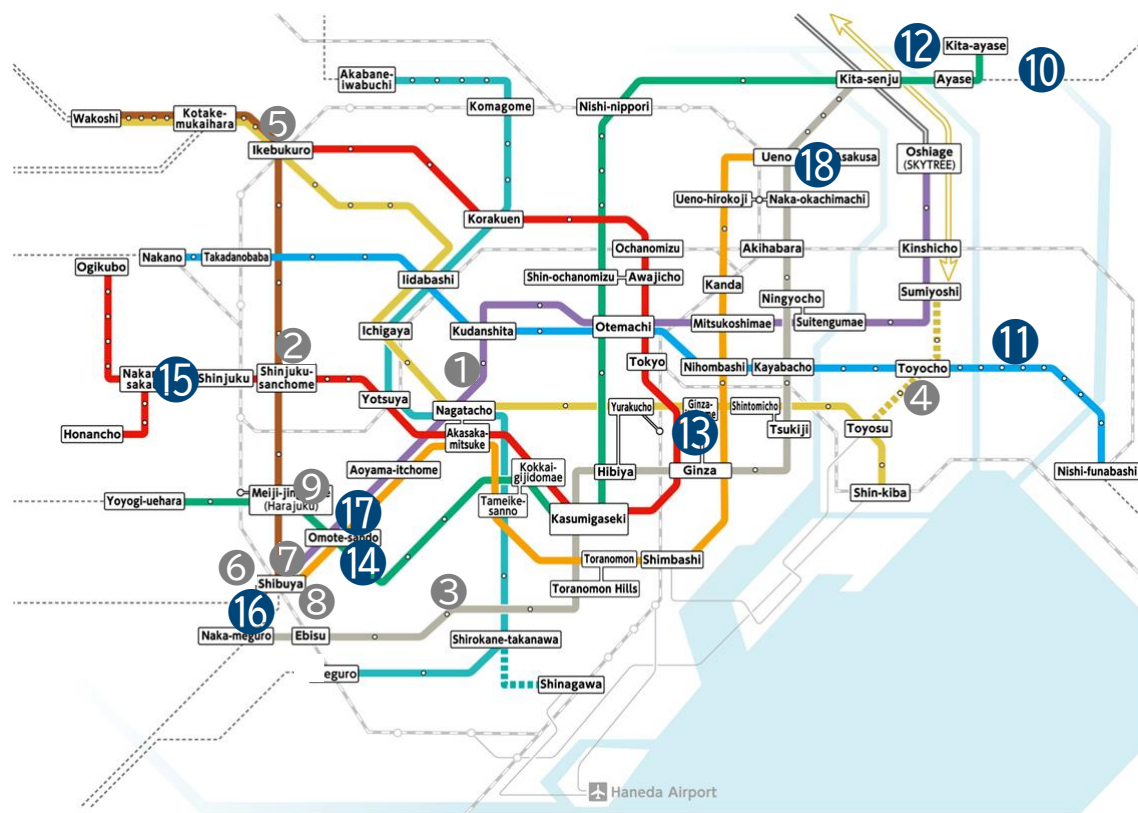 12
Kita-ayase
10
Akabane-
iwabuchi
Kita-senju
Ayase
Komagome
Nishi-nippori
Wakoshi
Kotake-
mukaihara
5
Ikebukuro
Ueno
18
asakusa
Oshiage
(SKYTREE)
Ueno-hirokoji
Naka-okachimachi
Korakuen
Ochanomizu
Akihabara
Kinshicho
Nakano
Takadanobaba
Ogikubo
Iidabashi
Shin-ochanomizu
Awajicho
Kanda
Sumiyoshi
Ningyocho
Ichigaya
Kudanshita
Otemachi
Mitsukoshimae
Suitengumae
2
1
Tokyo
Nihombashi
Kayabacho
Toyocho
11
Naka
saka
15
Shinjuku
Shinjuku-
sanchome
4
Yotsuya
Nagatacho
Yurakucho
Ginza-
me
Shintomicho
Tsukiji
Toyosu
Honancho
Akasaka-
mitsuke
13
Aoyama-itchome
Kokkai-
gijidomae
Hibiya
Ginza
Nishi-funabashi
Yoyogi-uehara
Meiji-jin
e
(Harajuku)
9
Tameike-
sanno
Shin-kiba
17
Kasumigaseki
Omote-sando
14
7
6
Shibuya
Toranomon
Shimbashi
Toranomon Hills
8
3
16
Naka-meguro
Ebisu
Shirokane-takanawa
eguro
Shinagawa
Haneda Airport